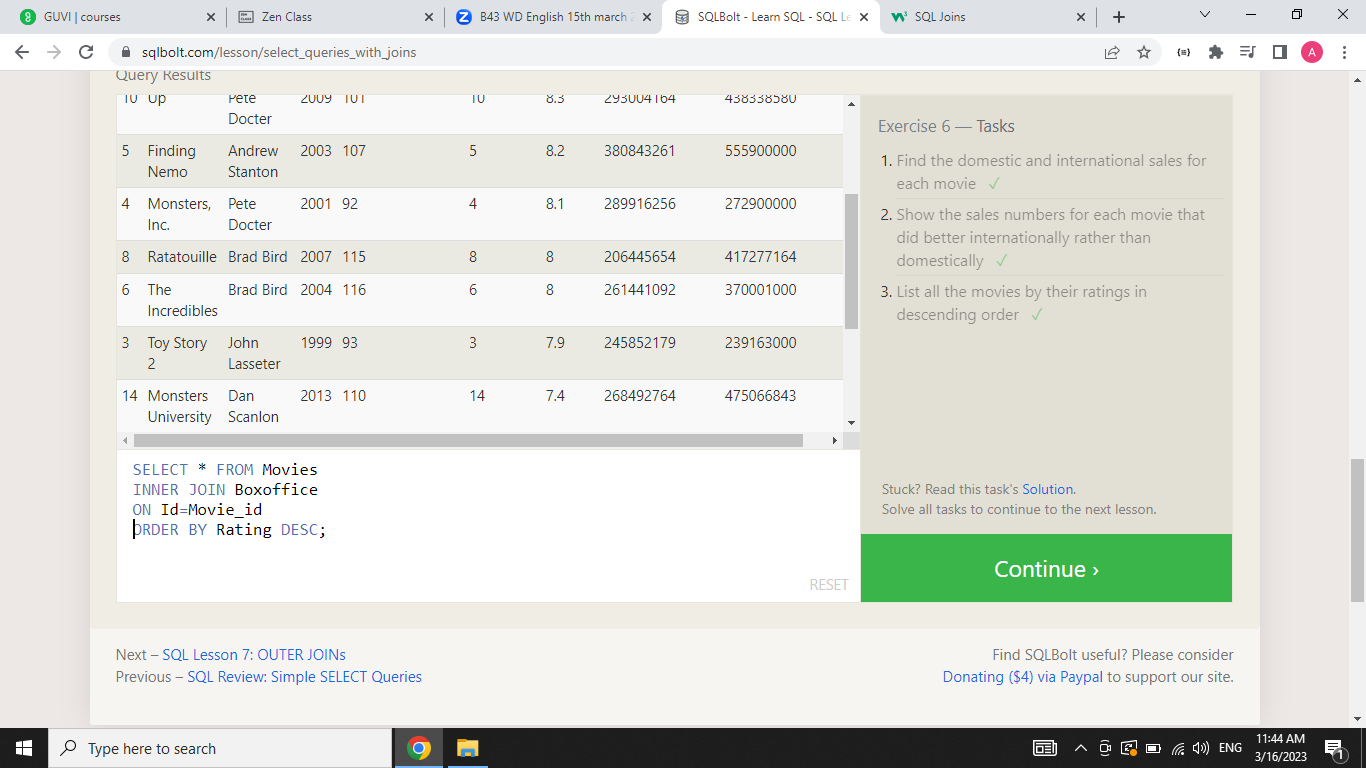 GUVI | courses
Zen Class
B43 WD English 15th march
SQLBolt - Learn SQL - SQL Le
SQL Joins
sqlbolt.com/lesson/select_queries_with_joins
A
Query Results
10 Up Pete Docter 2009 101 10 8.3 293004164 438338580
5 Finding Nemo Andrew Stanton 2003 107 5 8.2 380843261 555900000
4 Monsters, Inc. Pete Docter 2001 92 4 8.1 289916256 272900000
8 Ratatouille Brad Bird 2007 115 8 8 206445654 417277164
6 The Incredibles Brad Bird 2004 116 6 8 261441092 370001000
3 Toy Story 2 John Lasseter 1999 93 3 7.9 245852179 239163000
14 Monsters University Dan Scanlon 2013 110 14 7.4 268492764 475066843
SELECT * FROM Movies
INNER JOIN Boxoffice
ON Id=Movie_id
ORDER BY Rating DESC;
RESET
Exercise 6 — Tasks
1. Find the domestic and international sales for
each movie ✓
2. Show the sales numbers for each movie that
did better internationally rather than
domestically ✓
3. List all the movies by their ratings in
descending order ✓
Stuck? Read this task's Solution.
Solve all tasks to continue to the next lesson.
Continue ›
Next – SQL Lesson 7: OUTER JOINs
Previous – SQL Review: Simple SELECT Queries
Find SQLBolt useful? Please consider
Donating ($4) via Paypal to support our site.
Type here to search
ENG
11:44 AM
3/16/2023
1